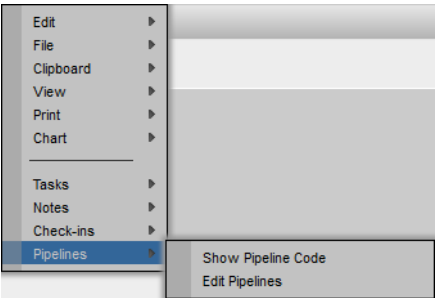 Edit
File
Clipboard
View
Print
Chart
Tasks
Notes
Check-ins
Pipelines
Show Pipeline Code
Edit Pipelines